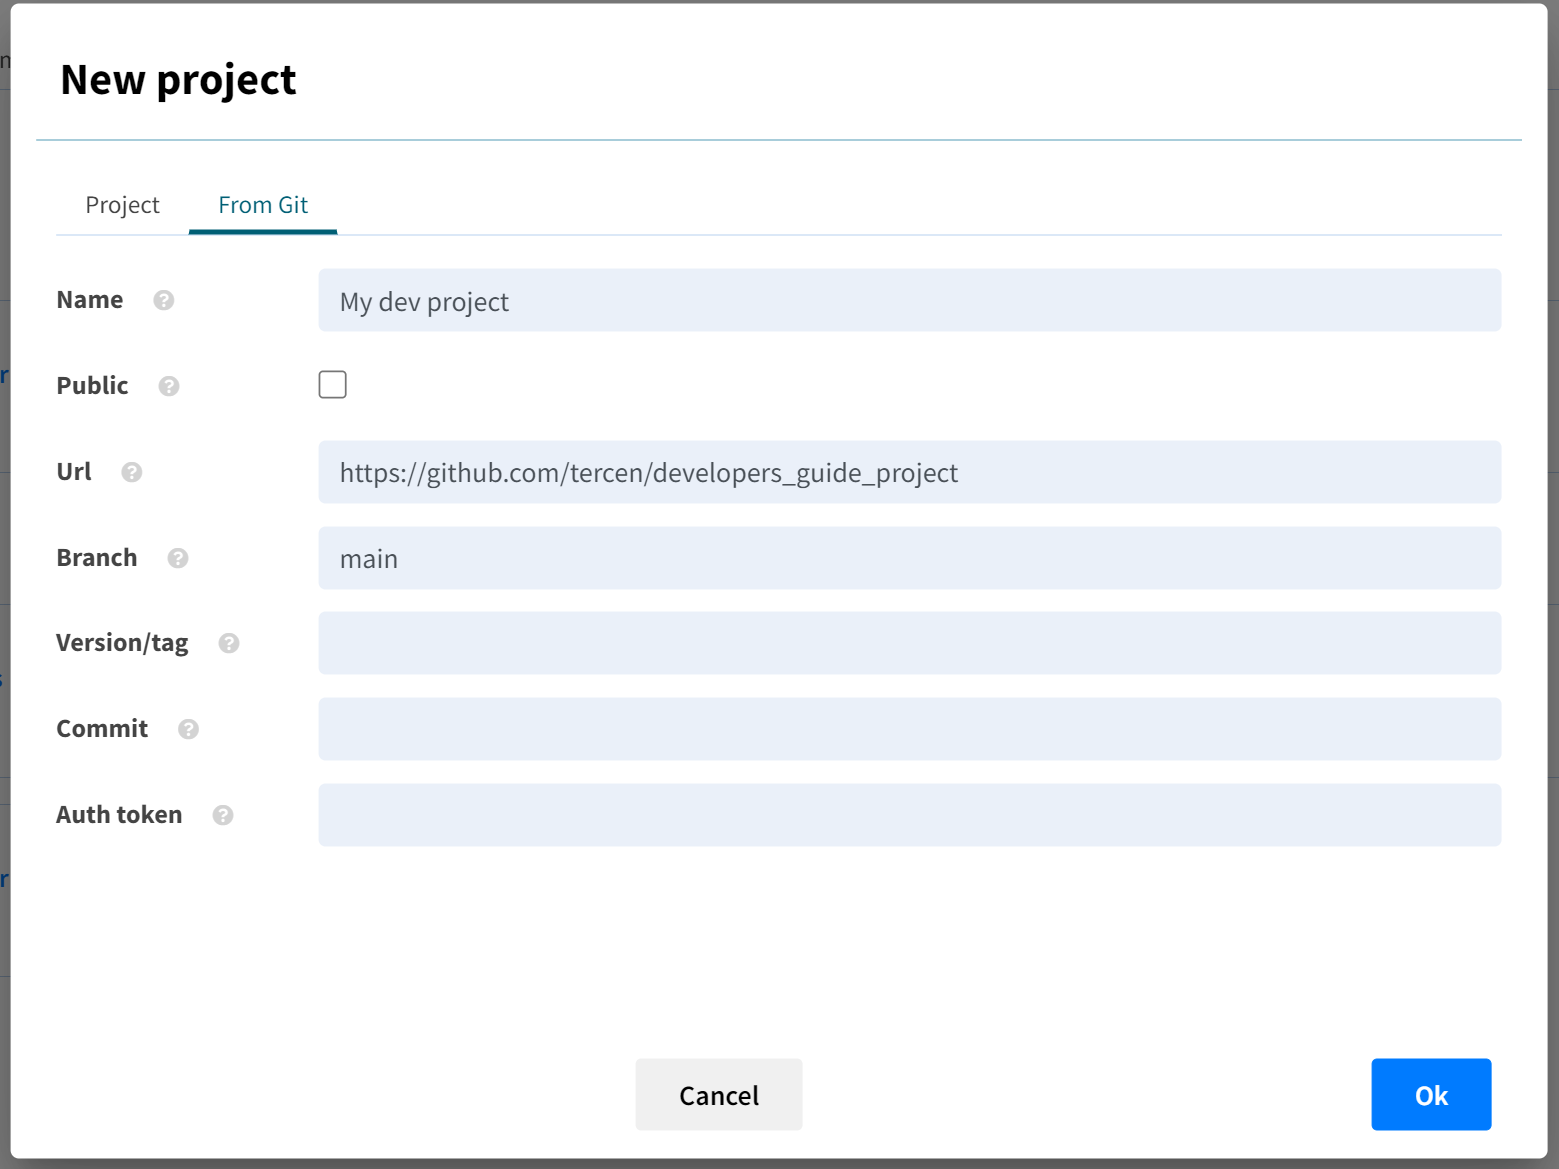 New project
Project From Git
Name ? My dev project
Public ?
Url ? https://github.com/tercen/developers_guide_project
Branch ? main
Version/tag ?
Commit ?
Auth token ?
Cancel Ok